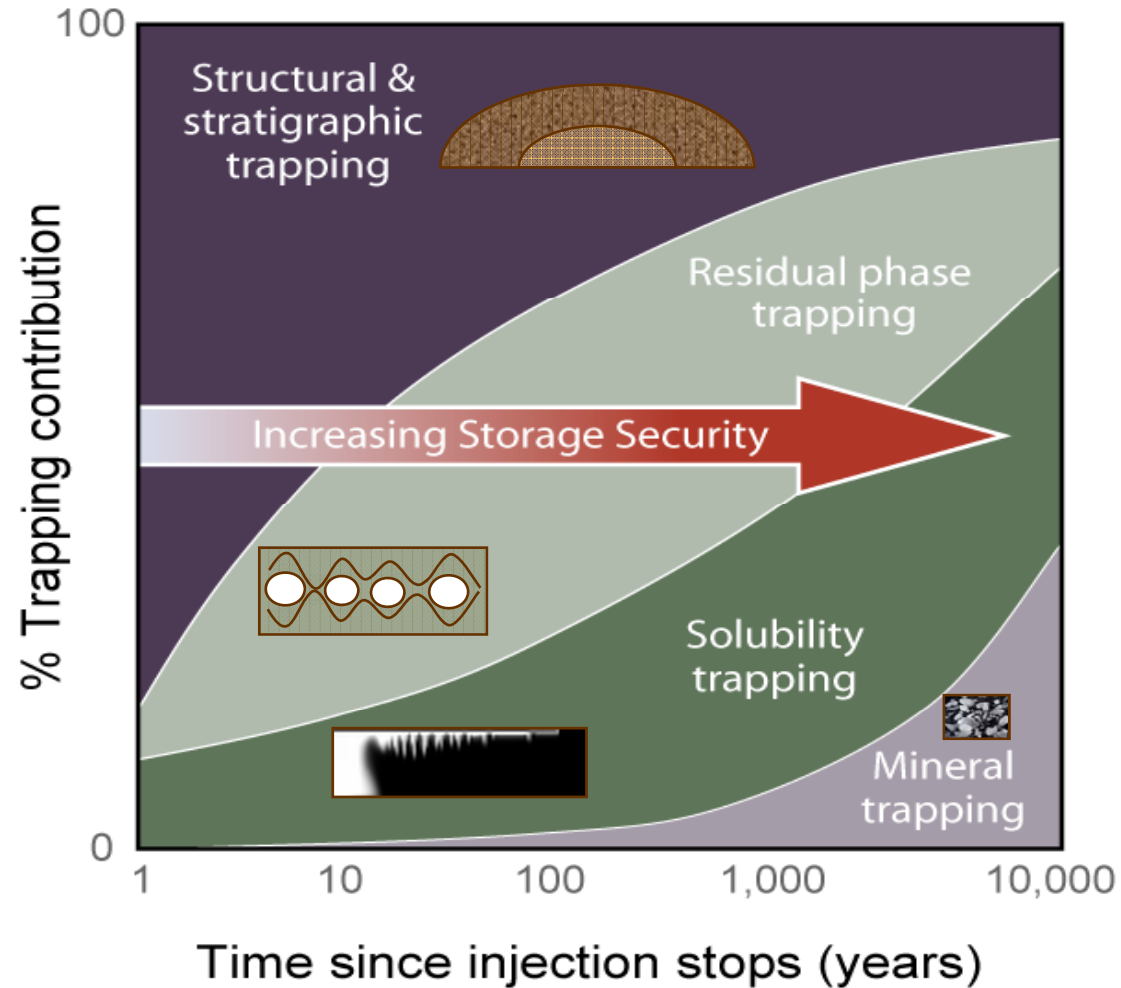 100
Structural &
stratigraphic
trapping
Residual phase
trapping
Increasing Storage Security
Solubility
trapping
Mineral
trapping
% Trapping contribution
0
1 10 100 1,000 10,000
Time since injection stops (years)